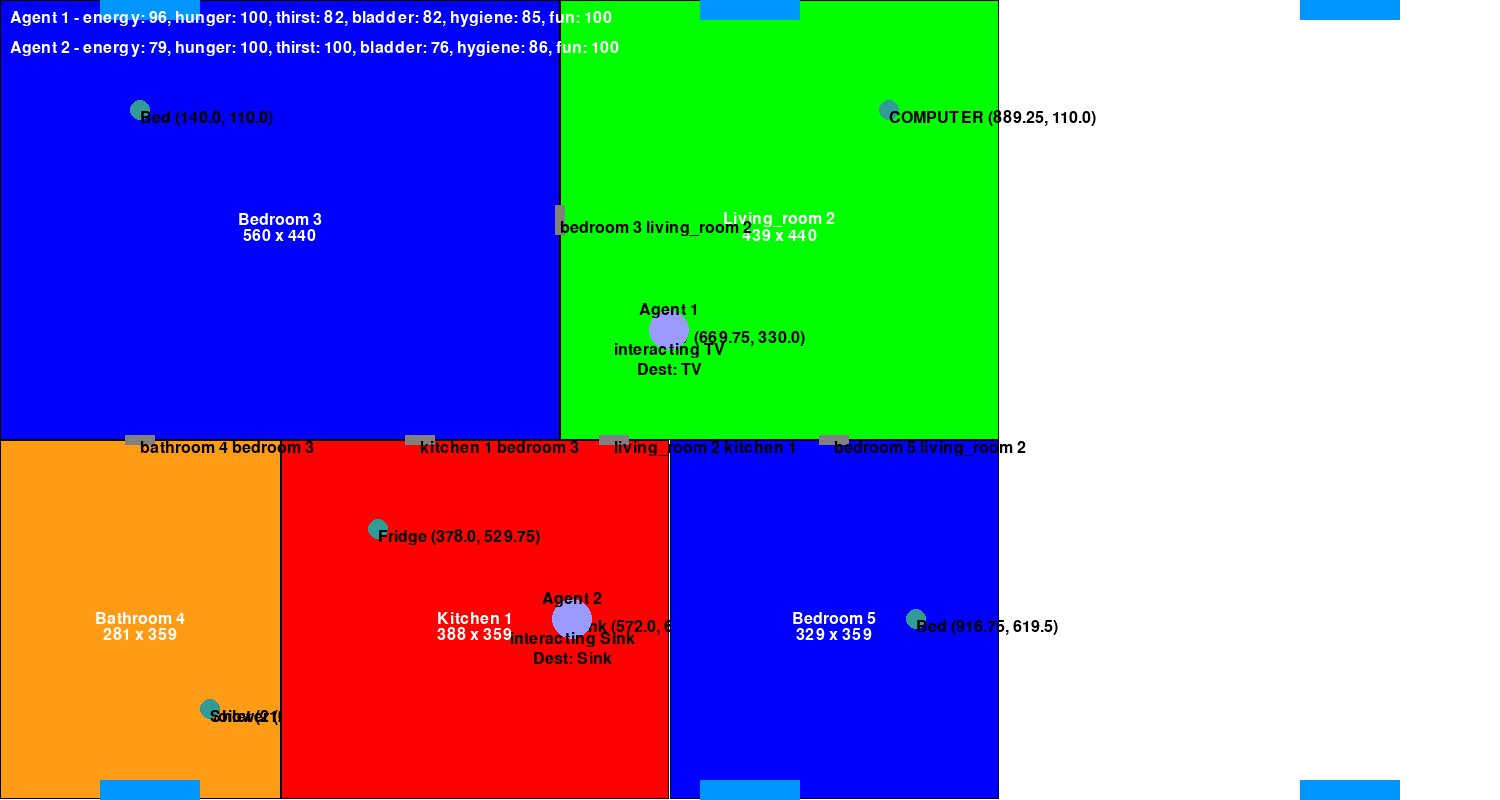 Agent 1 - energy: 96, hunger: 100, thirst: 82, bladder: 82, hygiene: 85, fun: 100
Agent 2 - energy: 79, hunger: 100, thirst: 100, bladder: 76, hygiene: 86, fun: 100
Bed (140.0, 110.0)
COMPUTER (889.25, 110.0)
Bedroom 3
560 x 440
Living_room 2
439 x 440
bedroom 3 living_room 2
Agent 1
(669.75, 330.0)
interacting TV
Dest: TV
bathroom 4 bedroom 3
kitchen 1 bedroom 3
living_room 2 kitchen 1
bedroom 5 living_room 2
Fridge (378.0, 529.75)
Agent 2
(572.0, 6
interacting Sink
Dest: Sink
Bathroom 4
281 x 359
Kitchen 1
388 x 359
Bedroom 5
329 x 359
Bed (916.75, 619.5)